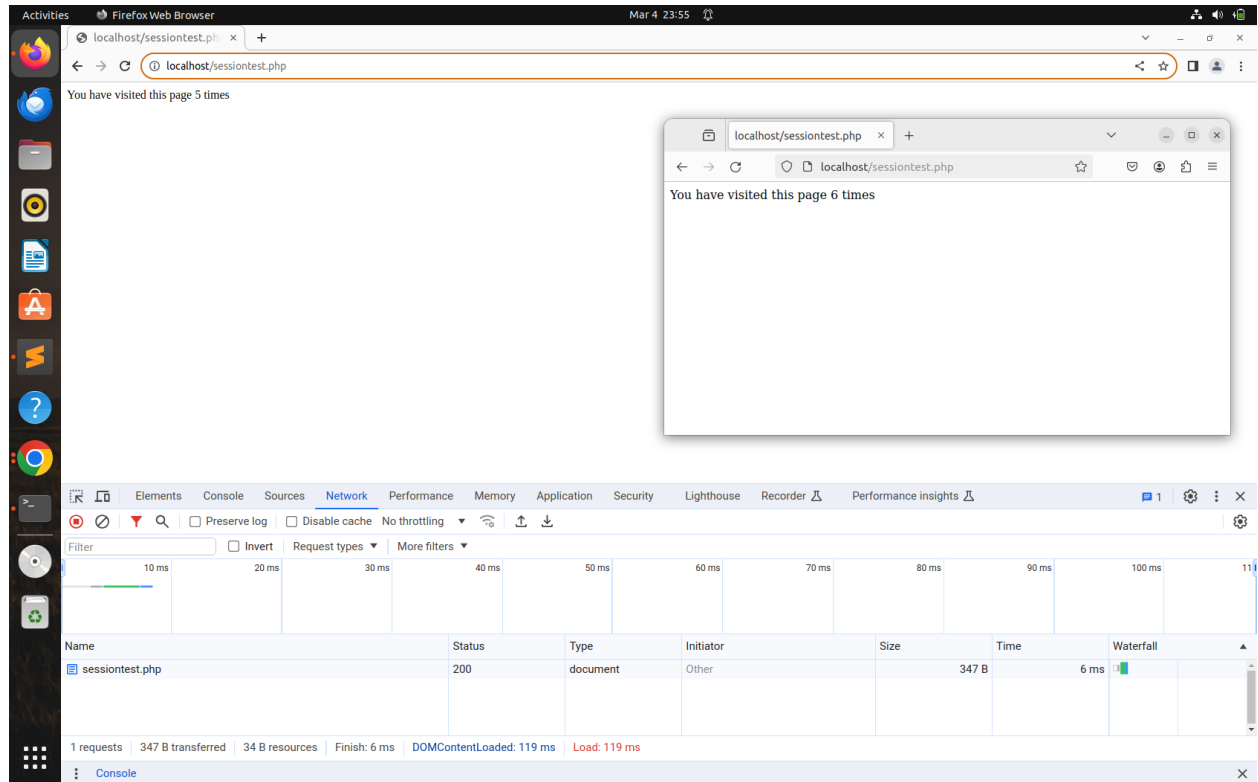 Activities Firefox Web Browser Mar 4 23:55
localhost/sessiontest.ph × +
localhost/sessiontest.php
You have visited this page 5 times
localhost/sessiontest.php × +
localhost/sessiontest.php
You have visited this page 6 times
Elements Console Sources Network Performance Memory Application Security Lighthouse Recorder Performance insights 1
Preserve log Disable cache No throttling
Filter Invert Request types More filters
10 ms 20 ms 30 ms 40 ms 50 ms 60 ms 70 ms 80 ms 90 ms 100 ms 11
Name Status Type Initiator Size Time Waterfall
sessiontest.php 200 document Other 347 B 6 ms
1 requests 347 B transferred 34 B resources Finish: 6 ms DOMContentLoaded: 119 ms Load: 119 ms
Console